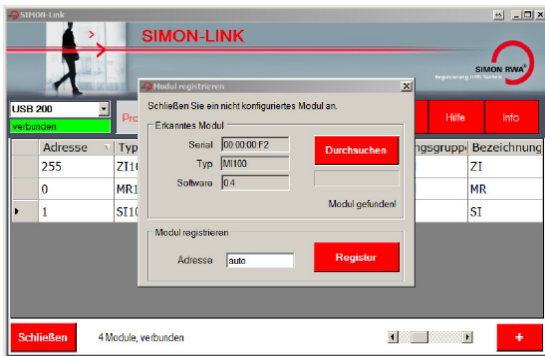 SIMON-Link
SIMON-LINK
SIMON RWA®
USB 200
verbunden
Hilfe
Info
Adresse
Bezeichnung
255
ZI
0
MR
1
SI
Modul registrieren
Schließen Sie ein nicht konfiguriertes Modul an.
Erkanntes Modul
Serial 00:00:00:F2
Durchsuchen
Typ MI100
Software 0.4
Modul gefunden!
Modul registrieren
Adresse auto
Register
Schließen
4 Module, verbunden
+